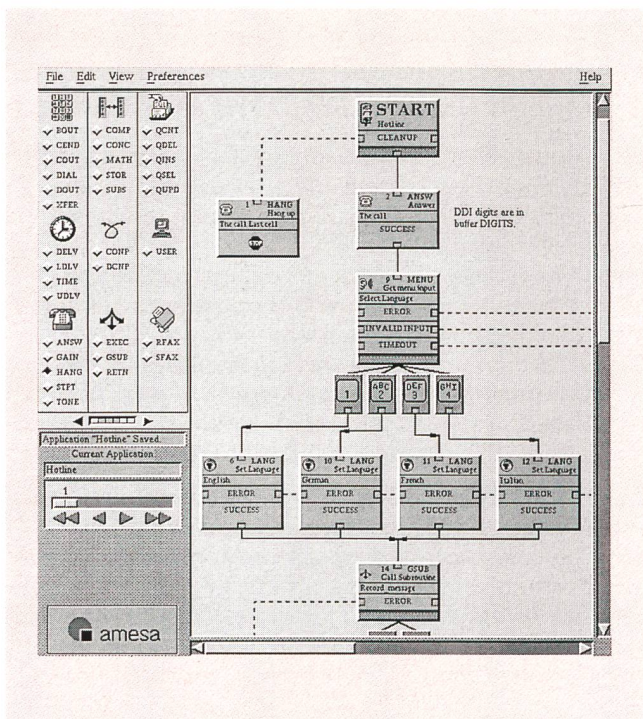 File Edit View Preferences Help
EOUT
CEND
COUT
DIAL
DOUT
XFER
COMP
CONC
MATH
STOR
SUBS
QCNT
QDEL
QINS
QSEL
QUPD
DELV
LDLV
TIME
UDLV
CONP
DCNP
USER
ANSW
GAIN
HANG
STPT
TONE
EXEC
GSUB
RETN
RFAX
SFAX
Application "Hotline" Saved.
Current Application
Hotline
1
amesa
START
Hotline
CLEANUP
1 HANG
Hang up
The call Last cell
STOP
2 ANSW
Answer
The call
SUCCESS
DDI digits are in
buffer DIGITS.
9 MENU
Get menu Input
Select Language
ERROR
INVALID INPUT
TIMEOUT
1
ABC
2
DEF
3
GHI
4
6 LANG
Set Language
English
ERROR
SUCCESS
10 LANG
Set Language
German
ERROR
SUCCESS
11 LANG
Set Language
French
ERROR
SUCCESS
12 LANG
Set Language
Italian
ERROR
SUCCESS
14 GSUB
Call Subroutine
Record message
ERROR